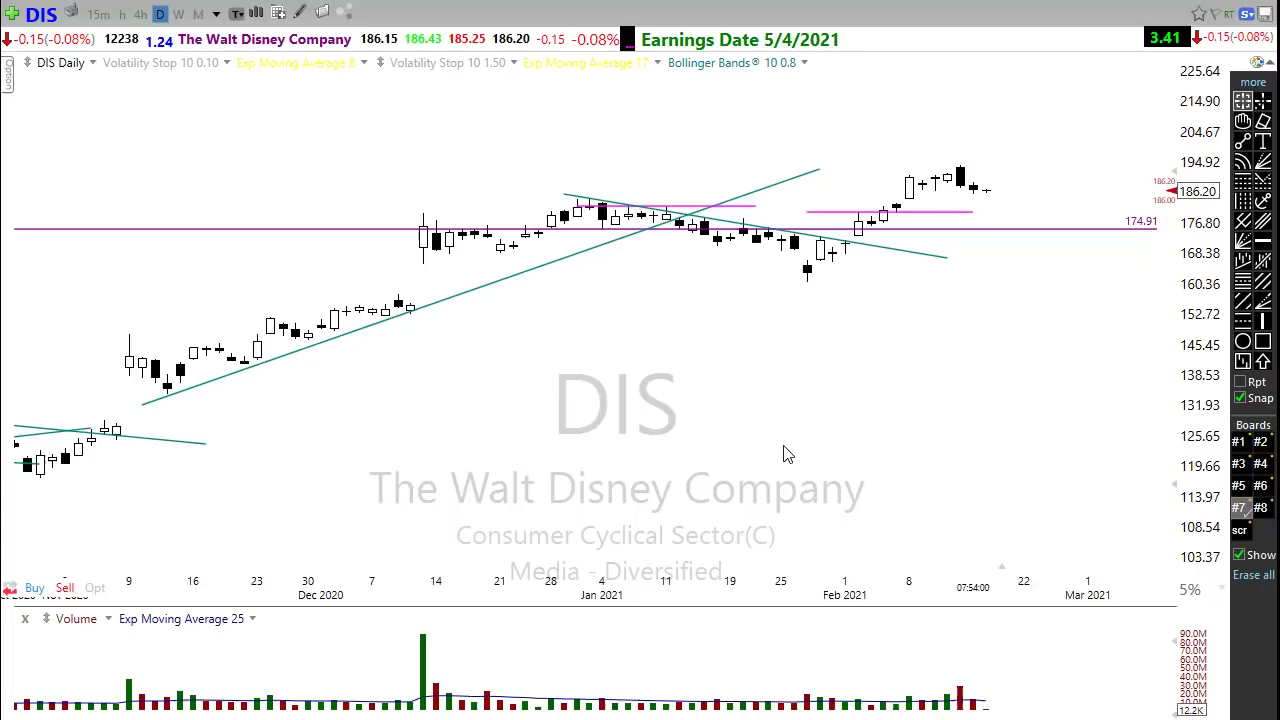 DIS 15m h 4h D W M T RT S
-0.15(-0.08%) 12238 1.24 The Walt Disney Company 186.15 186.43 185.25 186.20 -0.15 -0.08% Earnings Date 5/4/2021 3.41 -0.15(-0.08%)
Option
DIS Daily Volatility Stop 10 0.10 Exp Moving Average 8 Volatility Stop 10 1.50 Exp Moving Average 17 Bollinger Bands® 10 0.8
225.64
214.90
204.67
194.92
186.20
186.20
186.00
174.91
176.80
168.38
160.36
152.72
145.45
138.53
131.93
125.65
119.66
113.97
108.54
103.37
5%
DIS
The Walt Disney Company
Consumer Cyclical Sector(C)
Media - Diversified
more
T
Rpt
Snap
Boards
#1 #2
#3 #4
#5 #6
#7 #8
scr
Show
Erase all
Buy Sell Opt
9 16 23 30 7 14 21 28 4 11 19 25 1 8 07:54:00 22 1
Dec 2020 Jan 2021 Feb 2021 Mar 2021
x Volume Exp Moving Average 25
90.0M
80.0M
70.0M
60.0M
50.0M
40.0M
30.0M
20.0M
10.0M
12.2K